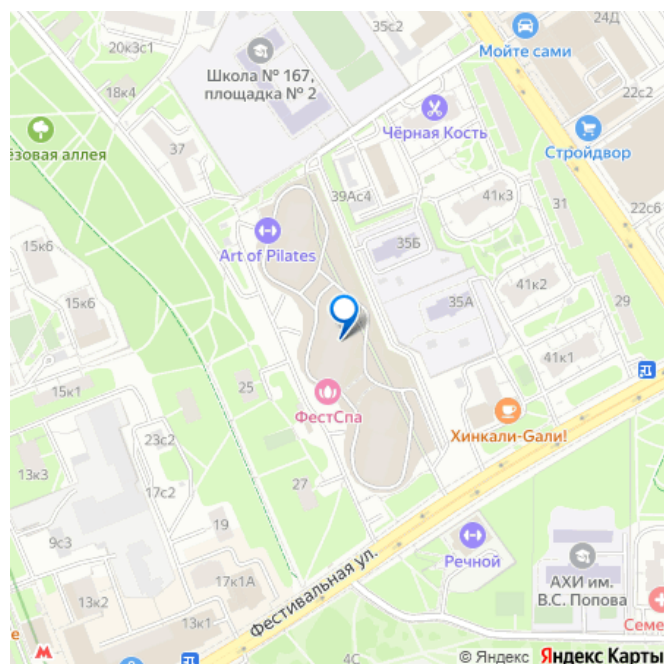 24Д
35с2
20к3с1
Мойте сами
Школа № 167,
площадка № 2
18к4
22с2
Чёрная Кость
Стройдвор
37
ёзовая аллея
39Ас4
41к3
31
22с6
15к6
Art of Pilates
35Б
41к2
15к6
35А
29
41к1
25
15к1
ФестСпа
Хинкали-Gали!
23с2
13к3
17с2
27
19
9с3
Речной
Фестивальная ул.
17к1А
АХИ им.
В.С. Попова
13к2
13к1
Семе
е
4С
© Яндекс Яндекс Карты